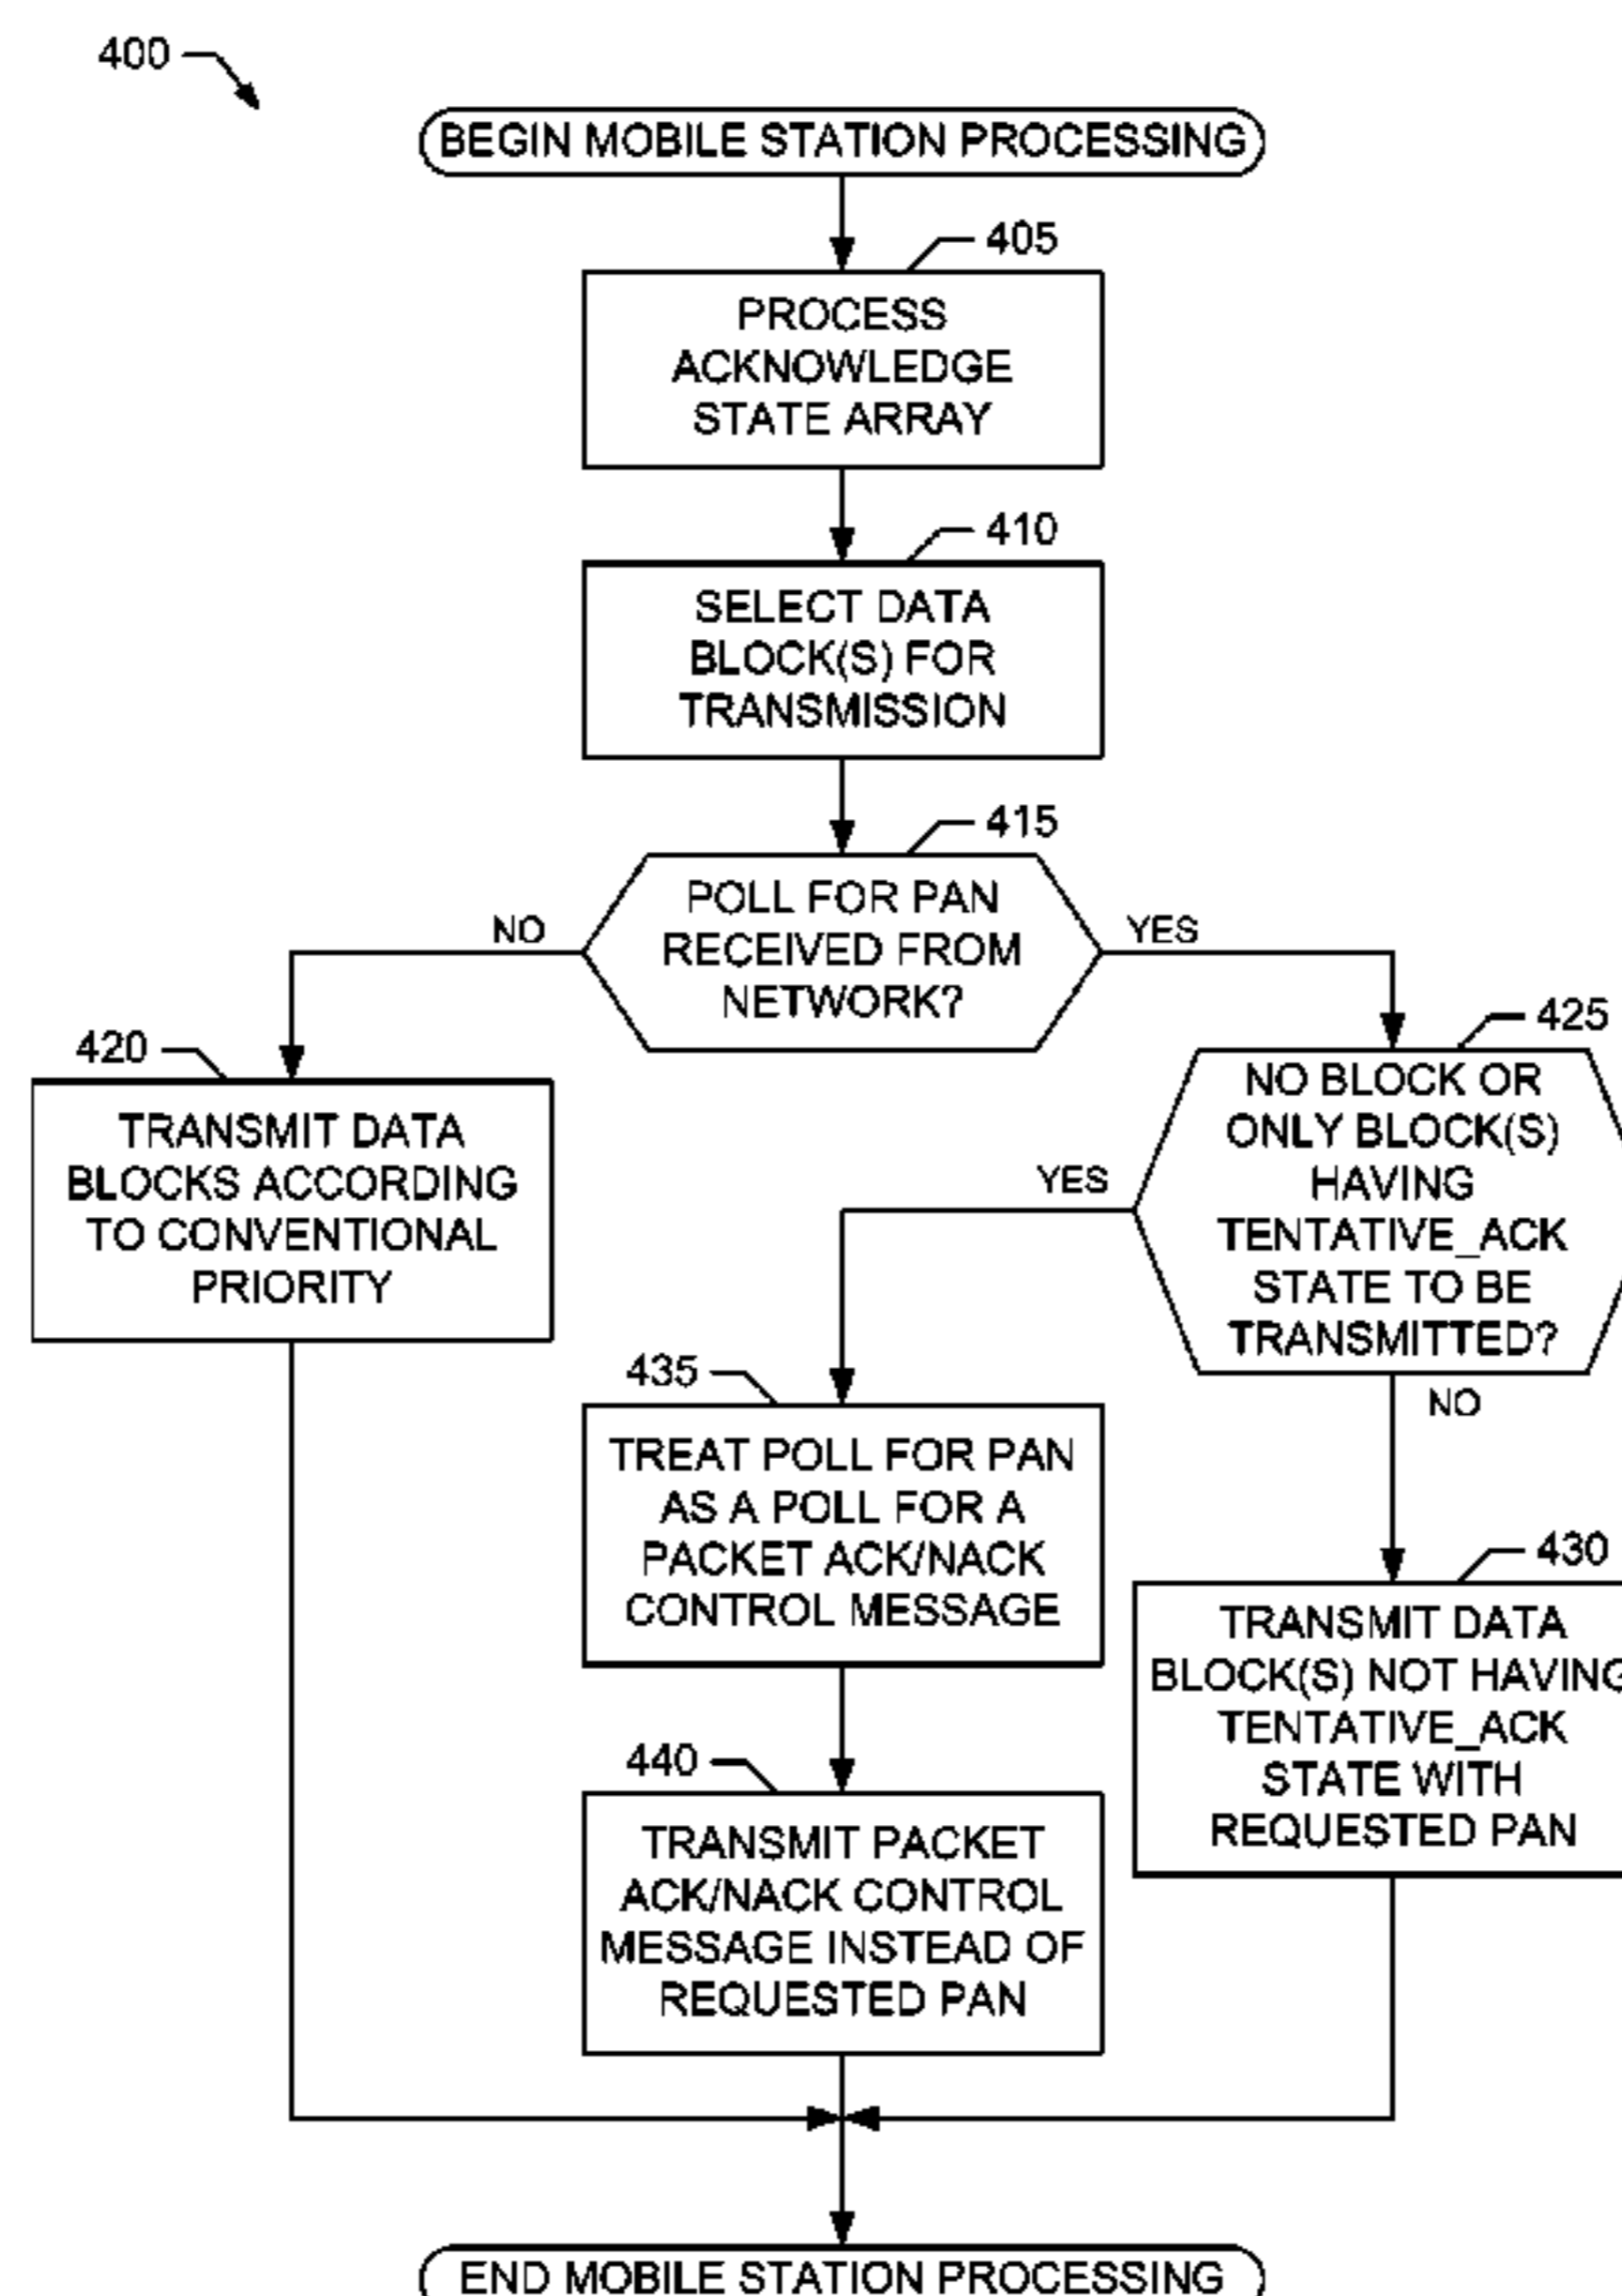 400
BEGIN MOBILE STATION PROCESSING
405
PROCESS
ACKNOWLEDGE
STATE ARRAY
410
SELECT DATA
BLOCK(S) FOR
TRANSMISSION
415
POLL FOR PAN
RECEIVED FROM
NETWORK?
NO
YES
420
TRANSMIT DATA
BLOCKS ACCORDING
TO CONVENTIONAL
PRIORITY
425
NO BLOCK OR
ONLY BLOCK(S)
HAVING
TENTATIVE_ACK
STATE TO BE
TRANSMITTED?
YES
NO
435
TREAT POLL FOR PAN
AS A POLL FOR A
PACKET ACK/NACK
CONTROL MESSAGE
430
TRANSMIT DATA
BLOCK(S) NOT HAVING
TENTATIVE_ACK
STATE WITH
REQUESTED PAN
440
TRANSMIT PACKET
ACK/NACK CONTROL
MESSAGE INSTEAD OF
REQUESTED PAN
END MOBILE STATION PROCESSING